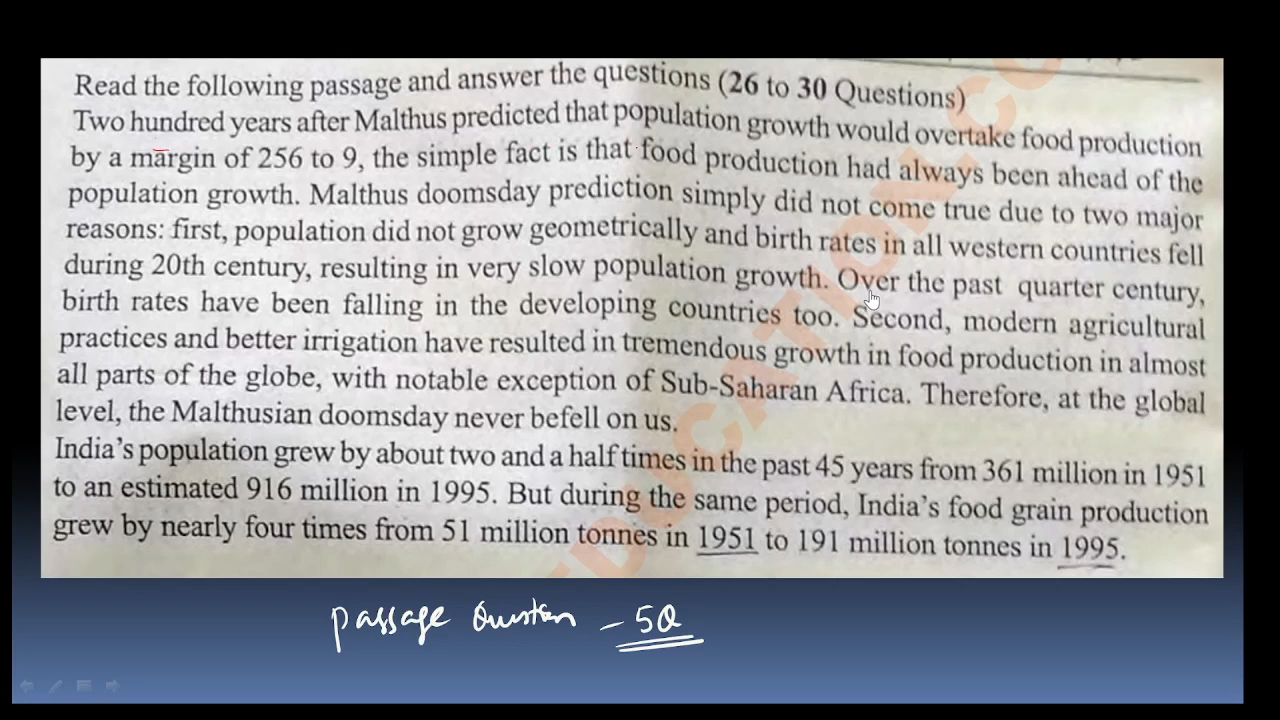 Read the following passage and answer the questions (26 to 30 Questions)
Two hundred years after Malthus predicted that population growth would overtake food production
by a margin of 256 to 9, the simple fact is that food production had always been ahead of the
population growth. Malthus doomsday prediction simply did not come true due to two major
reasons: first, population did not grow geometrically and birth rates in all western countries fell
during 20th century, resulting in very slow population growth. Over the past quarter century,
birth rates have been falling in the developing countries too. Second, modern agricultural
practices and better irrigation have resulted in tremendous growth in food production in almost
all parts of the globe, with notable exception of Sub-Saharan Africa. Therefore, at the global
level, the Malthusian doomsday never befell on us.
India's population grew by about two and a half times in the past 45 years from 361 million in 1951
to an estimated 916 million in 1995. But during the same period, India's food grain production
grew by nearly four times from 51 million tonnes in 1951 to 191 million tonnes in 1995.
passage Question - 5Q